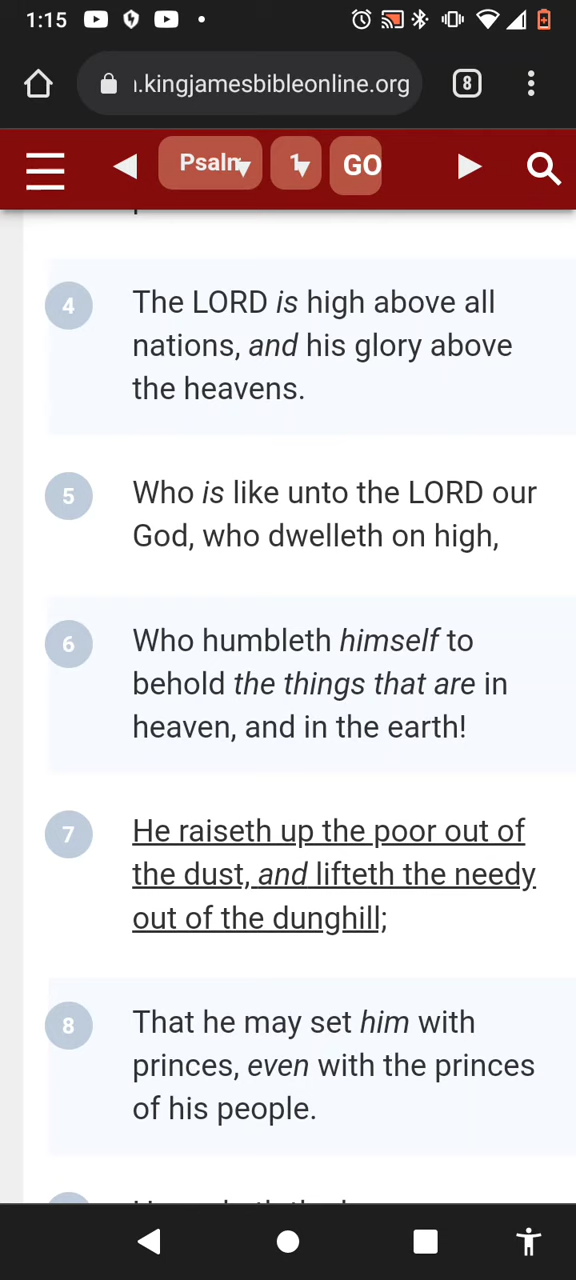 1:15
8
ı.kingjamesbibleonline.org
Psalm 1 GO
4 The LORD is high above all
nations, and his glory above
the heavens.
5 Who is like unto the LORD our
God, who dwelleth on high,
6 Who humbleth himself to
behold the things that are in
heaven, and in the earth!
7 He raiseth up the poor out of
the dust, and lifteth the needy
out of the dunghill;
8 That he may set him with
princes, even with the princes
of his people.